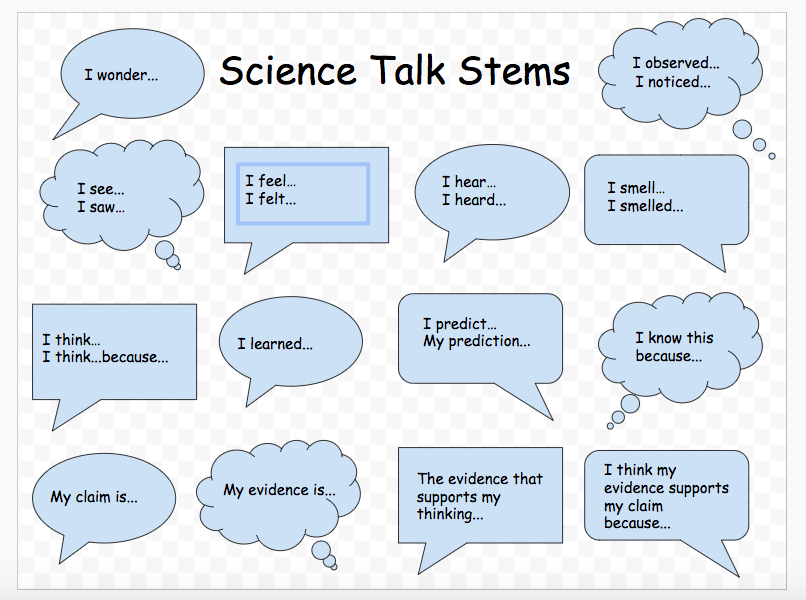 I wonder...
Science Talk Stems
I observed...
I noticed...
I see...
I saw...
I feel...
I felt...
I hear...
I heard...
I smell...
I smelled...
I think...
I think...because...
I learned...
I predict...
My prediction...
I know this
because...
My claim is...
My evidence is...
The evidence that
supports my
thinking...
I think my
evidence supports
my claim
because...